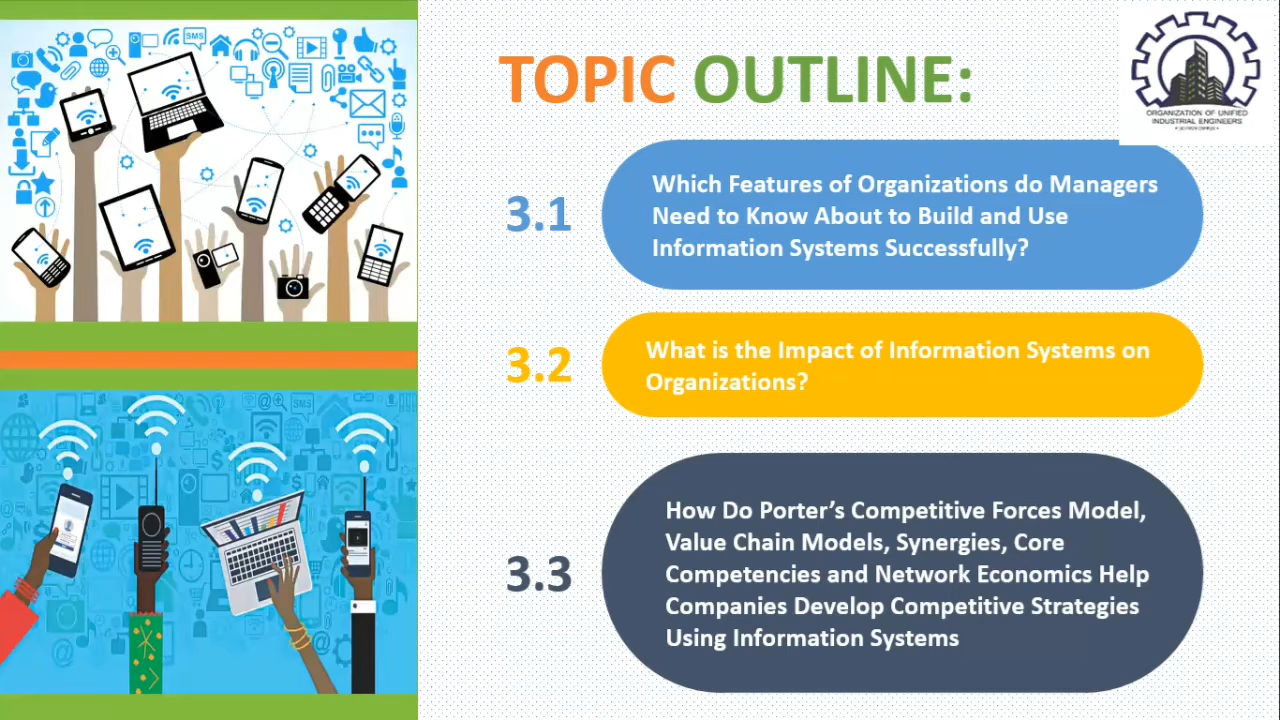 TOPIC OUTLINE:
ORGANIZATION OF UNIFIED
INDUSTRIAL ENGINEERS
3.1
Which Features of Organizations do Managers
Need to Know About to Build and Use
Information Systems Successfully?
3.2
What is the Impact of Information Systems on
Organizations?
3.3
How Do Porter’s Competitive Forces Model,
Value Chain Models, Synergies, Core
Competencies and Network Economics Help
Companies Develop Competitive Strategies
Using Information Systems
SMS
SMS